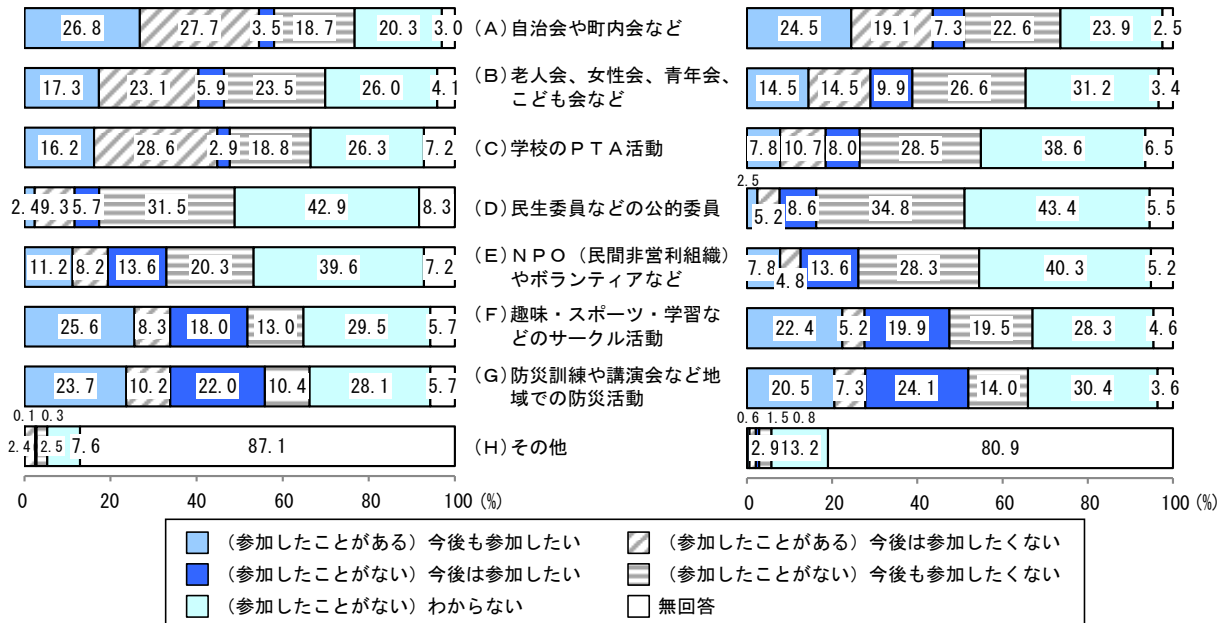 26.8 27.7 3.5 18.7 20.3 3.0 (A)自治会や町内会など 24.5 19.1 7.3 22.6 23.9 2.5
17.3 23.1 5.9 23.5 26.0 4.1 (B)老人会、女性会、青年会、 14.5 14.5 9.9 26.6 31.2 3.4
こども会など
16.2 28.6 2.9 18.8 26.3 7.2 (C)学校のPTA活動 7.8 10.7 8.0 28.5 38.6 6.5
2.4 9.3 5.7 31.5 42.9 8.3 (D)民生委員などの公的委員 2.5 5.2 8.6 34.8 43.4 5.5
11.2 8.2 13.6 20.3 39.6 7.2 (E)NPO(民間非営利組織) 7.8 4.8 13.6 28.3 40.3 5.2
やボランティアなど
25.6 8.3 18.0 13.0 29.5 5.7 (F)趣味・スポーツ・学習な 22.4 5.2 19.9 19.5 28.3 4.6
どのサークル活動
23.7 10.2 22.0 10.4 28.1 5.7 (G)防災訓練や講演会など地 20.5 7.3 24.1 14.0 30.4 3.6
域での防災活動
0.1 0.3 0.6 1.5 0.8
2.4 2.5 7.6 87.1 (H)その他 2.9 13.2 80.9
0 20 40 60 80 100 (%) 0 20 40 60 80 100 (%)
(参加したことがある)今後も参加したい (参加したことがある)今後は参加したくない
(参加したことがない)今後は参加したい (参加したことがない)今後も参加したくない
(参加したことがない)わからない 無回答